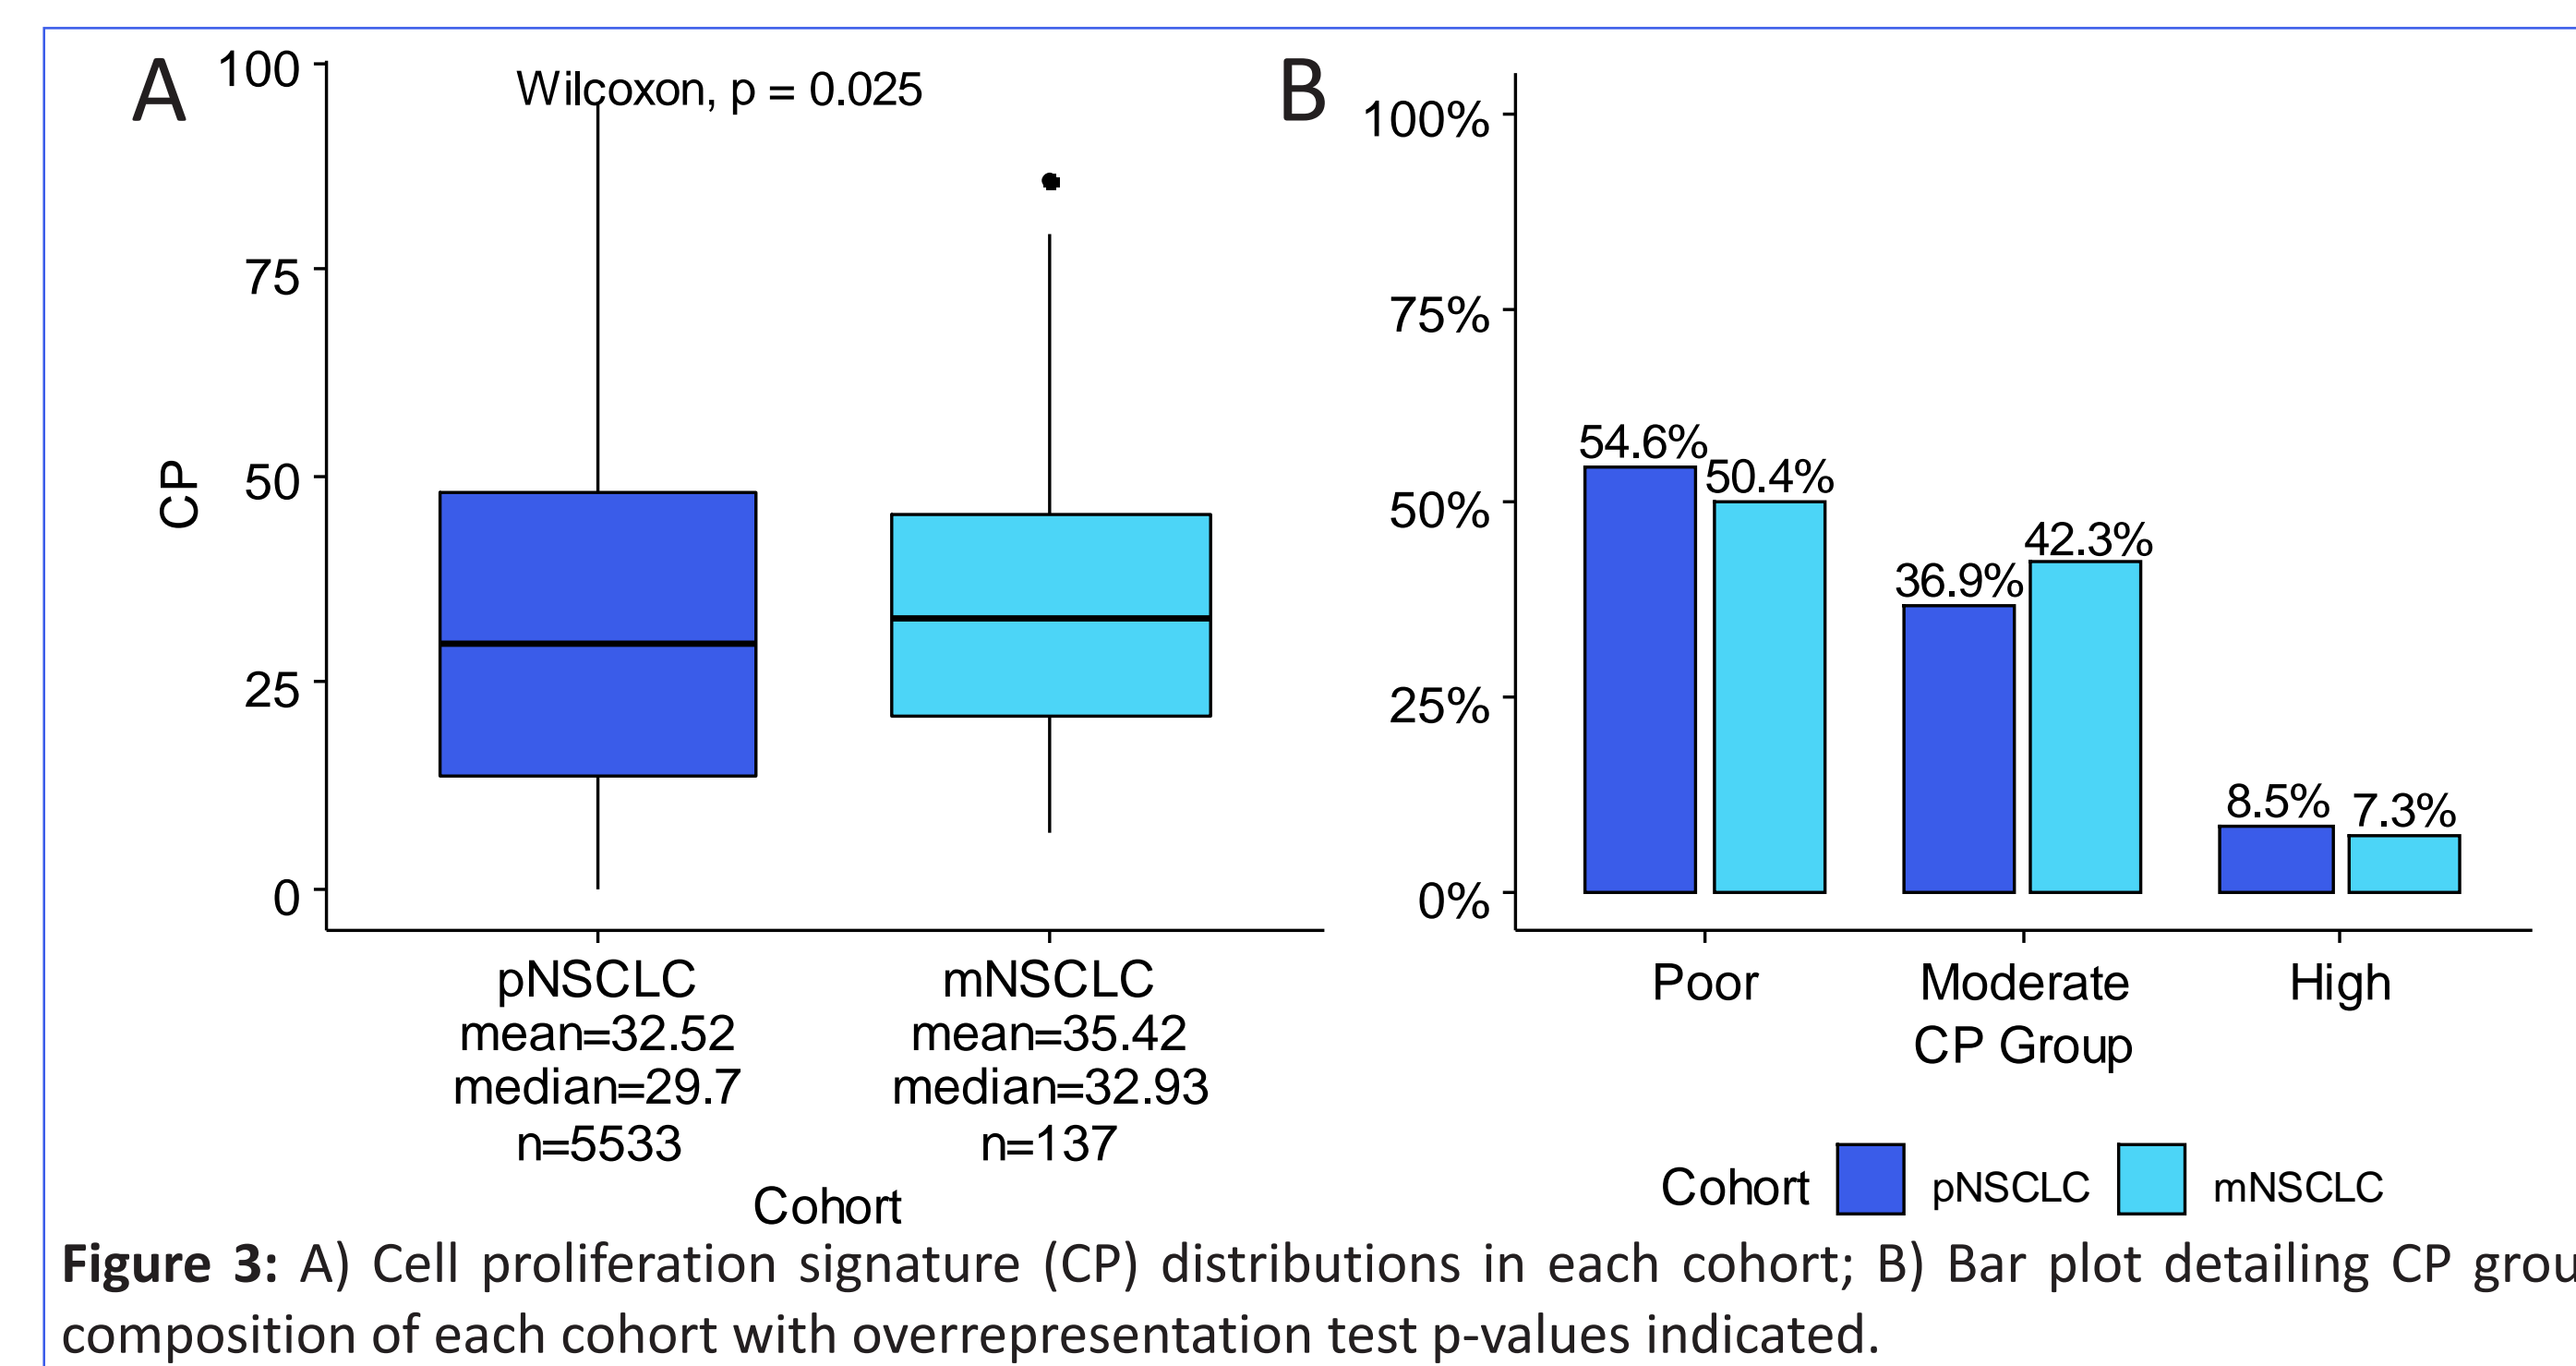 A
100
75
50
25
0
CP
Wilcoxon, p = 0.025
pNSCLC
mean=32.52
median=29.7
n=5533
mNSCLC
mean=35.42
median=32.93
n=137
Cohort
B
100%
75%
50%
25%
0%
54.6%
50.4%
36.9%
42.3%
8.5%
7.3%
Poor
Moderate
High
CP Group
Cohort pNSCLC mNSCLC
Figure 3: A) Cell proliferation signature (CP) distributions in each cohort; B) Bar plot detailing CP grou
composition of each cohort with overrepresentation test p-values indicated.